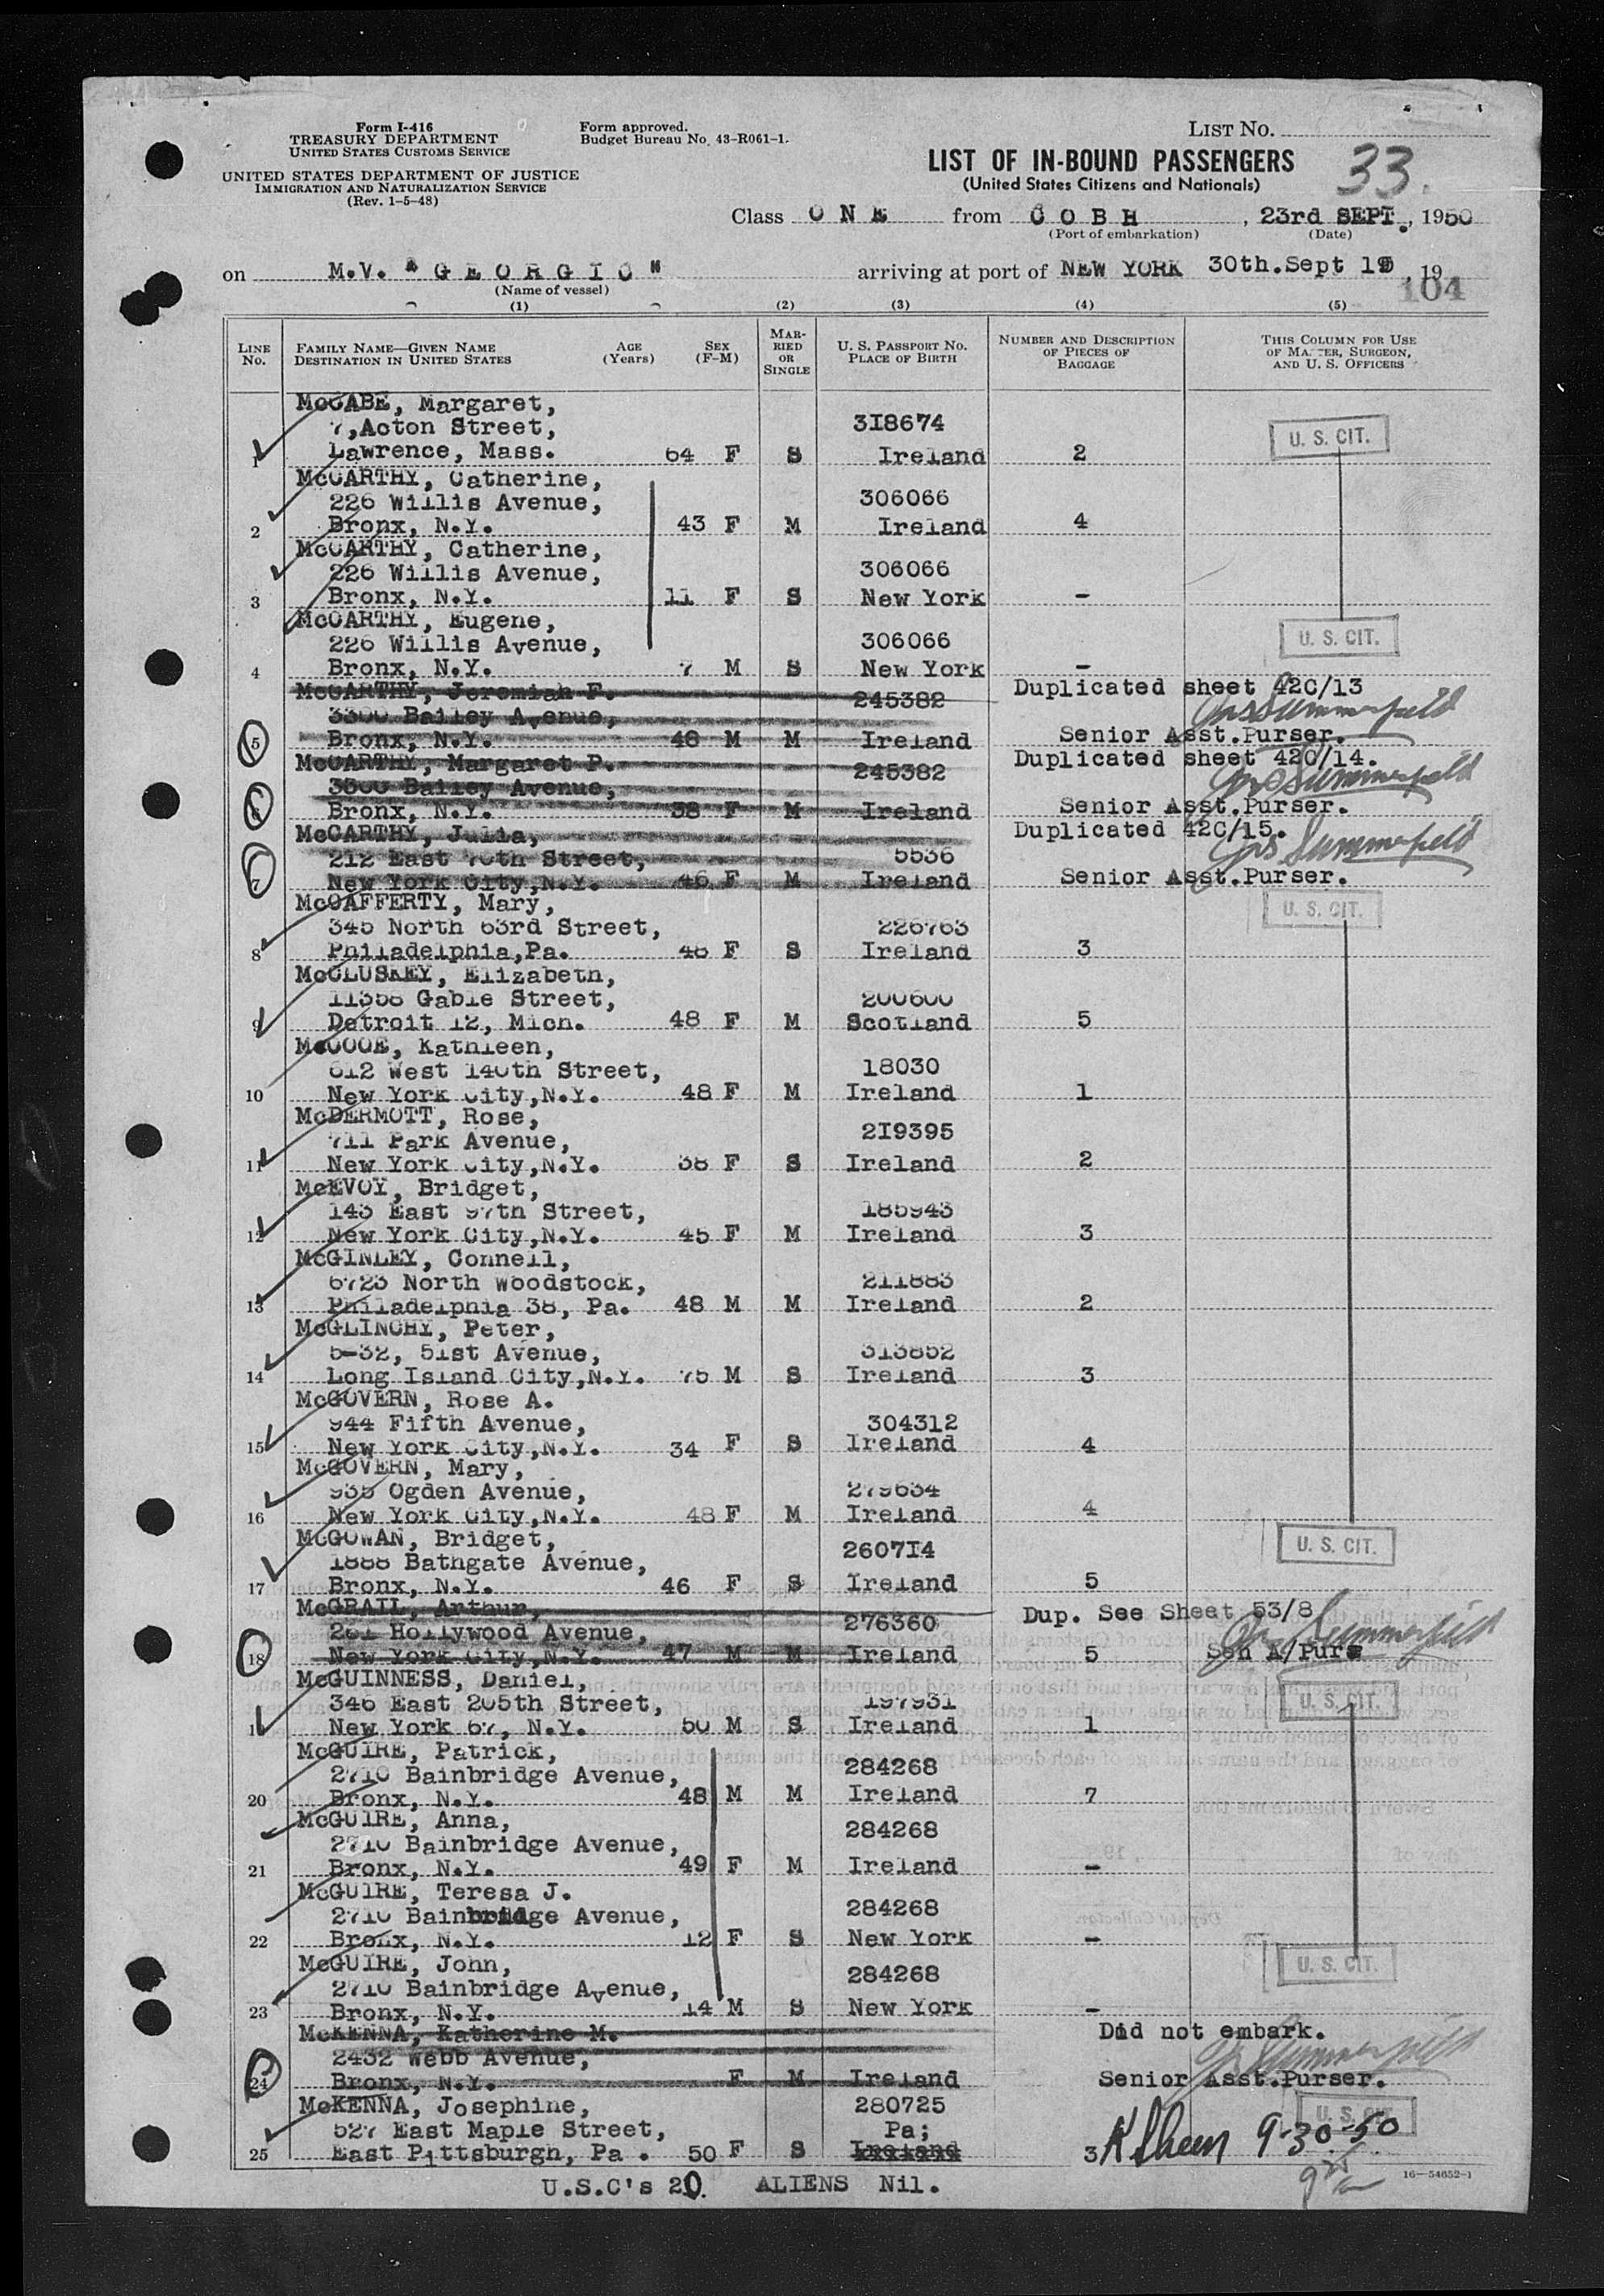 Form I-416
TREASURY DEPARTMENT
UNITED STATES CUSTOMS SERVICE
UNITED STATES DEPARTMENT OF JUSTICE
IMMIGRATION AND NATURALIZATION SERVICE
(Rev. 1-5-48)
Form approved.
Budget Bureau No. 43-R061-1.
LIST No.
LIST OF IN-BOUND PASSENGERS
(United States Citizens and Nationals)
33.
Class ONE from COBH, 23rd SEPT., 1950
(Port of embarkation) (Date)
on M.V. "GEORGIC" arriving at port of NEW YORK 30th.Sept 19 , 19
(Name of vessel)
104
(1) (2) (3) (4) (5)
LINE No. FAMILY NAME—GIVEN NAME DESTINATION IN UNITED STATES AGE (Years) SEX (F-M) MARRIED OR SINGLE U. S. PASSPORT NO. PLACE OF BIRTH NUMBER AND DESCRIPTION OF PIECES OF BAGGAGE THIS COLUMN FOR USE OF MASTER, SURGEON, AND U. S. OFFICERS
McCABE, Margaret,
7,Acton Street, 318674 U. S. CIT.
1 Lawrence, Mass. 64 F S Ireland 2
McCARTHY, Catherine,
226 Willis Avenue, 306066
2 Bronx, N.Y. 43 F M Ireland 4
McCARTHY, Catherine,
226 Willis Avenue, 306066
3 Bronx, N.Y. 11 F S New York -
McCARTHY, Eugene,
226 Willis Avenue, 306066 U. S. CIT.
4 Bronx, N.Y. 7 M S New York -
McCARTHY, Jeremiah F. 245382 Duplicated sheet 42C/13
3300 Bailey Avenue, Summerfield
5 Bronx, N.Y. 48 M M Ireland Senior Asst.Purser.
McCARTHY, Margaret P. 245382 Duplicated sheet 42C/14.
3300 Bailey Avenue, Summerfield
6 Bronx, N.Y. 38 F M Ireland Senior Asst.Purser.
McCARTHY, Julia, Duplicated 42C/15.
212 East 70th Street, 5536 Summerfield
7 New York City,N.Y. 46 F M Ireland Senior Asst.Purser.
McCAFFERTY, Mary, U. S. CIT.
345 North 63rd Street, 226763
8 Philadelphia,Pa. 46 F S Ireland 3
McCLUSKEY, Elizabeth,
11358 Gable Street, 200600
9 Detroit 12, Mich. 48 F M Scotland 5
McCOOE, Kathleen,
612 West 140th Street, 18030
10 New York City,N.Y. 48 F M Ireland 1
McDERMOTT, Rose,
711 Park Avenue, 219395
11 New York City,N.Y. 38 F S Ireland 2
McEVOY, Bridget,
143 East 97th Street, 185943
12 New York City,N.Y. 45 F M Ireland 3
McGINLEY, Connell,
6723 North Woodstock, 211883
13 Philadelphia 38, Pa. 48 M M Ireland 2
McGLINCHY, Peter,
5-32, 51st Avenue, 313852
14 Long Island City,N.Y. 75 M S Ireland 3
McGOVERN, Rose A.
944 Fifth Avenue, 304312
15 New York City,N.Y. 34 F S Ireland 4
McGOVERN, Mary,
935 Ogden Avenue, 279634
16 New York City,N.Y. 48 F M Ireland 4
McGOWAN, Bridget, U. S. CIT.
1888 Bathgate Avenue, 260714
17 Bronx, N.Y. 46 F S Ireland 5
McGRAIL, Arthur, 276360 Dup. See Sheet 53/8
261 Hollywood Avenue, Summerfield
18 New York City,N.Y. 47 M M Ireland 5 Sen A/Purs
McGUINNESS, Daniel,
346 East 205th Street, 197931 U. S. CIT.
1 New York 67, N.Y. 50 M S Ireland 1
McGUIRE, Patrick,
2710 Bainbridge Avenue, 284268
20 Bronx, N.Y. 48 M M Ireland 7
McGUIRE, Anna,
2710 Bainbridge Avenue, 284268
21 Bronx, N.Y. 49 F M Ireland -
McGUIRE, Teresa J.
2710 Bainbridge Avenue, 284268
22 Bronx, N.Y. 12 F S New York -
McGUIRE, John, U. S. CIT.
2710 Bainbridge Avenue, 284268
23 Bronx, N.Y. 14 M S New York -
McKENNA, Katherine M. Did not embark.
2432 Webb Avenue, Summerfield
24 Bronx, N.Y. F M Ireland Senior Asst.Purser.
McKENNA, Josephine, 280725 U. S. CIT.
527 East Maple Street, Pa; 9-30-50
25 East Pittsburgh, Pa. 50 F S Ireland 3
16—54652-1
U.S.C's 20. ALIENS Nil.